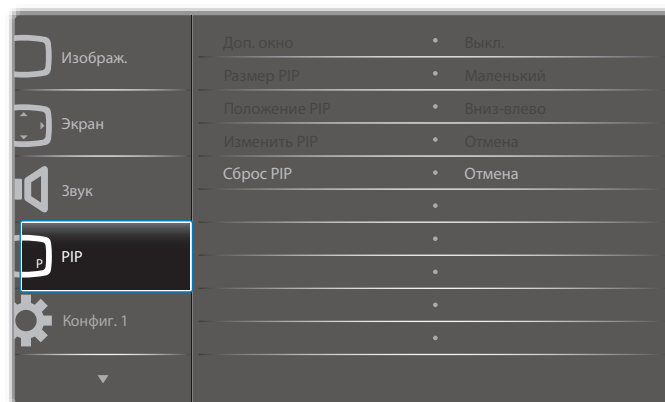 Изображ.
Экран
Звук
P
PIP
Конфиг. 1
Доп. окно • Выкл.
Размер PIP • Маленький
Положение PIP • Вниз-влево
Изменить PIP • Отмена
Сброс PIP • Отмена